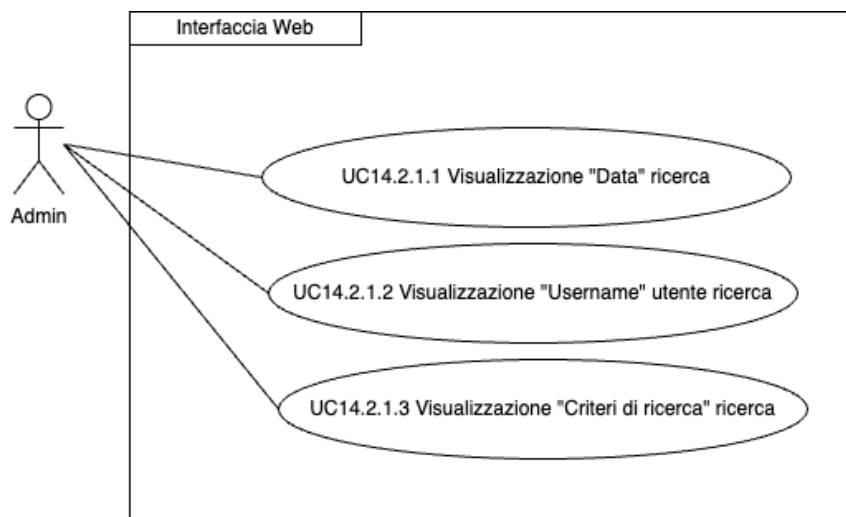 Interfaccia Web
Admin
UC14.2.1.1 Visualizzazione "Data" ricerca
UC14.2.1.2 Visualizzazione "Username" utente ricerca
UC14.2.1.3 Visualizzazione "Criteri di ricerca" ricerca